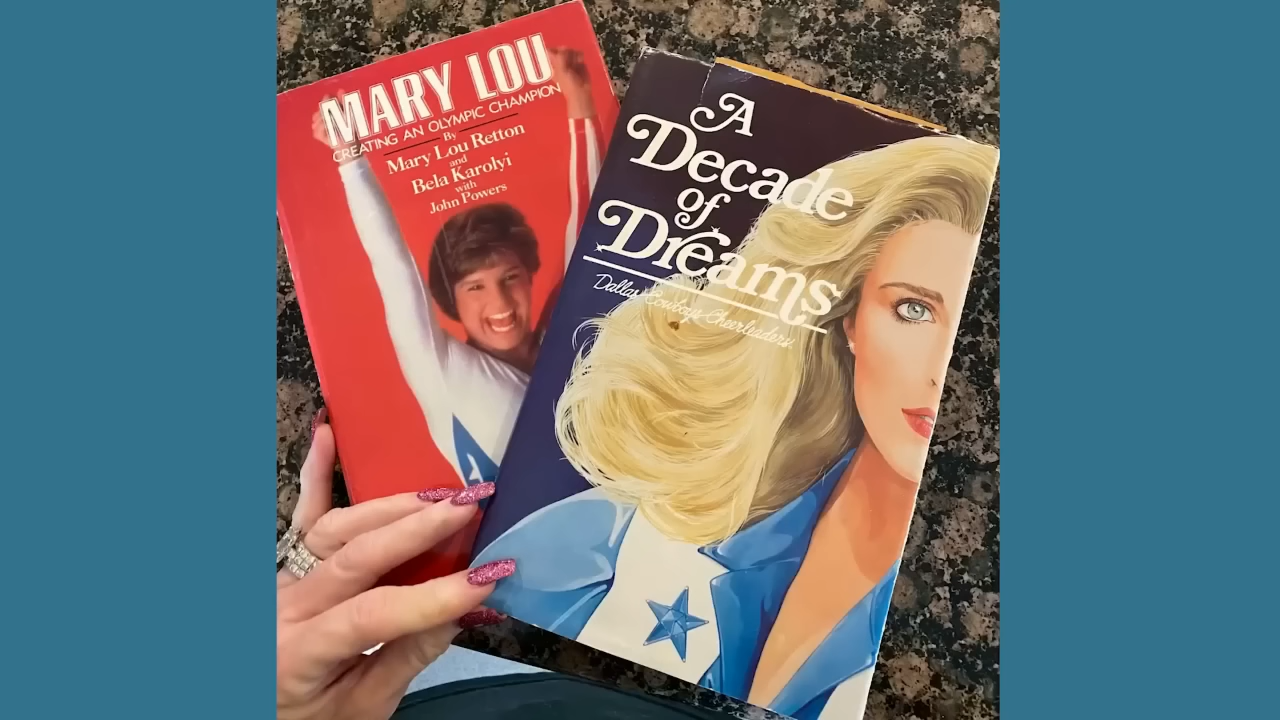 MARY LOU
CREATING AN OLYMPIC CHAMPION
By
Mary Lou Retton
and
Bela Karolyi
with
John Powers
A
Decade
of
Dreams
Dallas Cowboys Cheerleaders